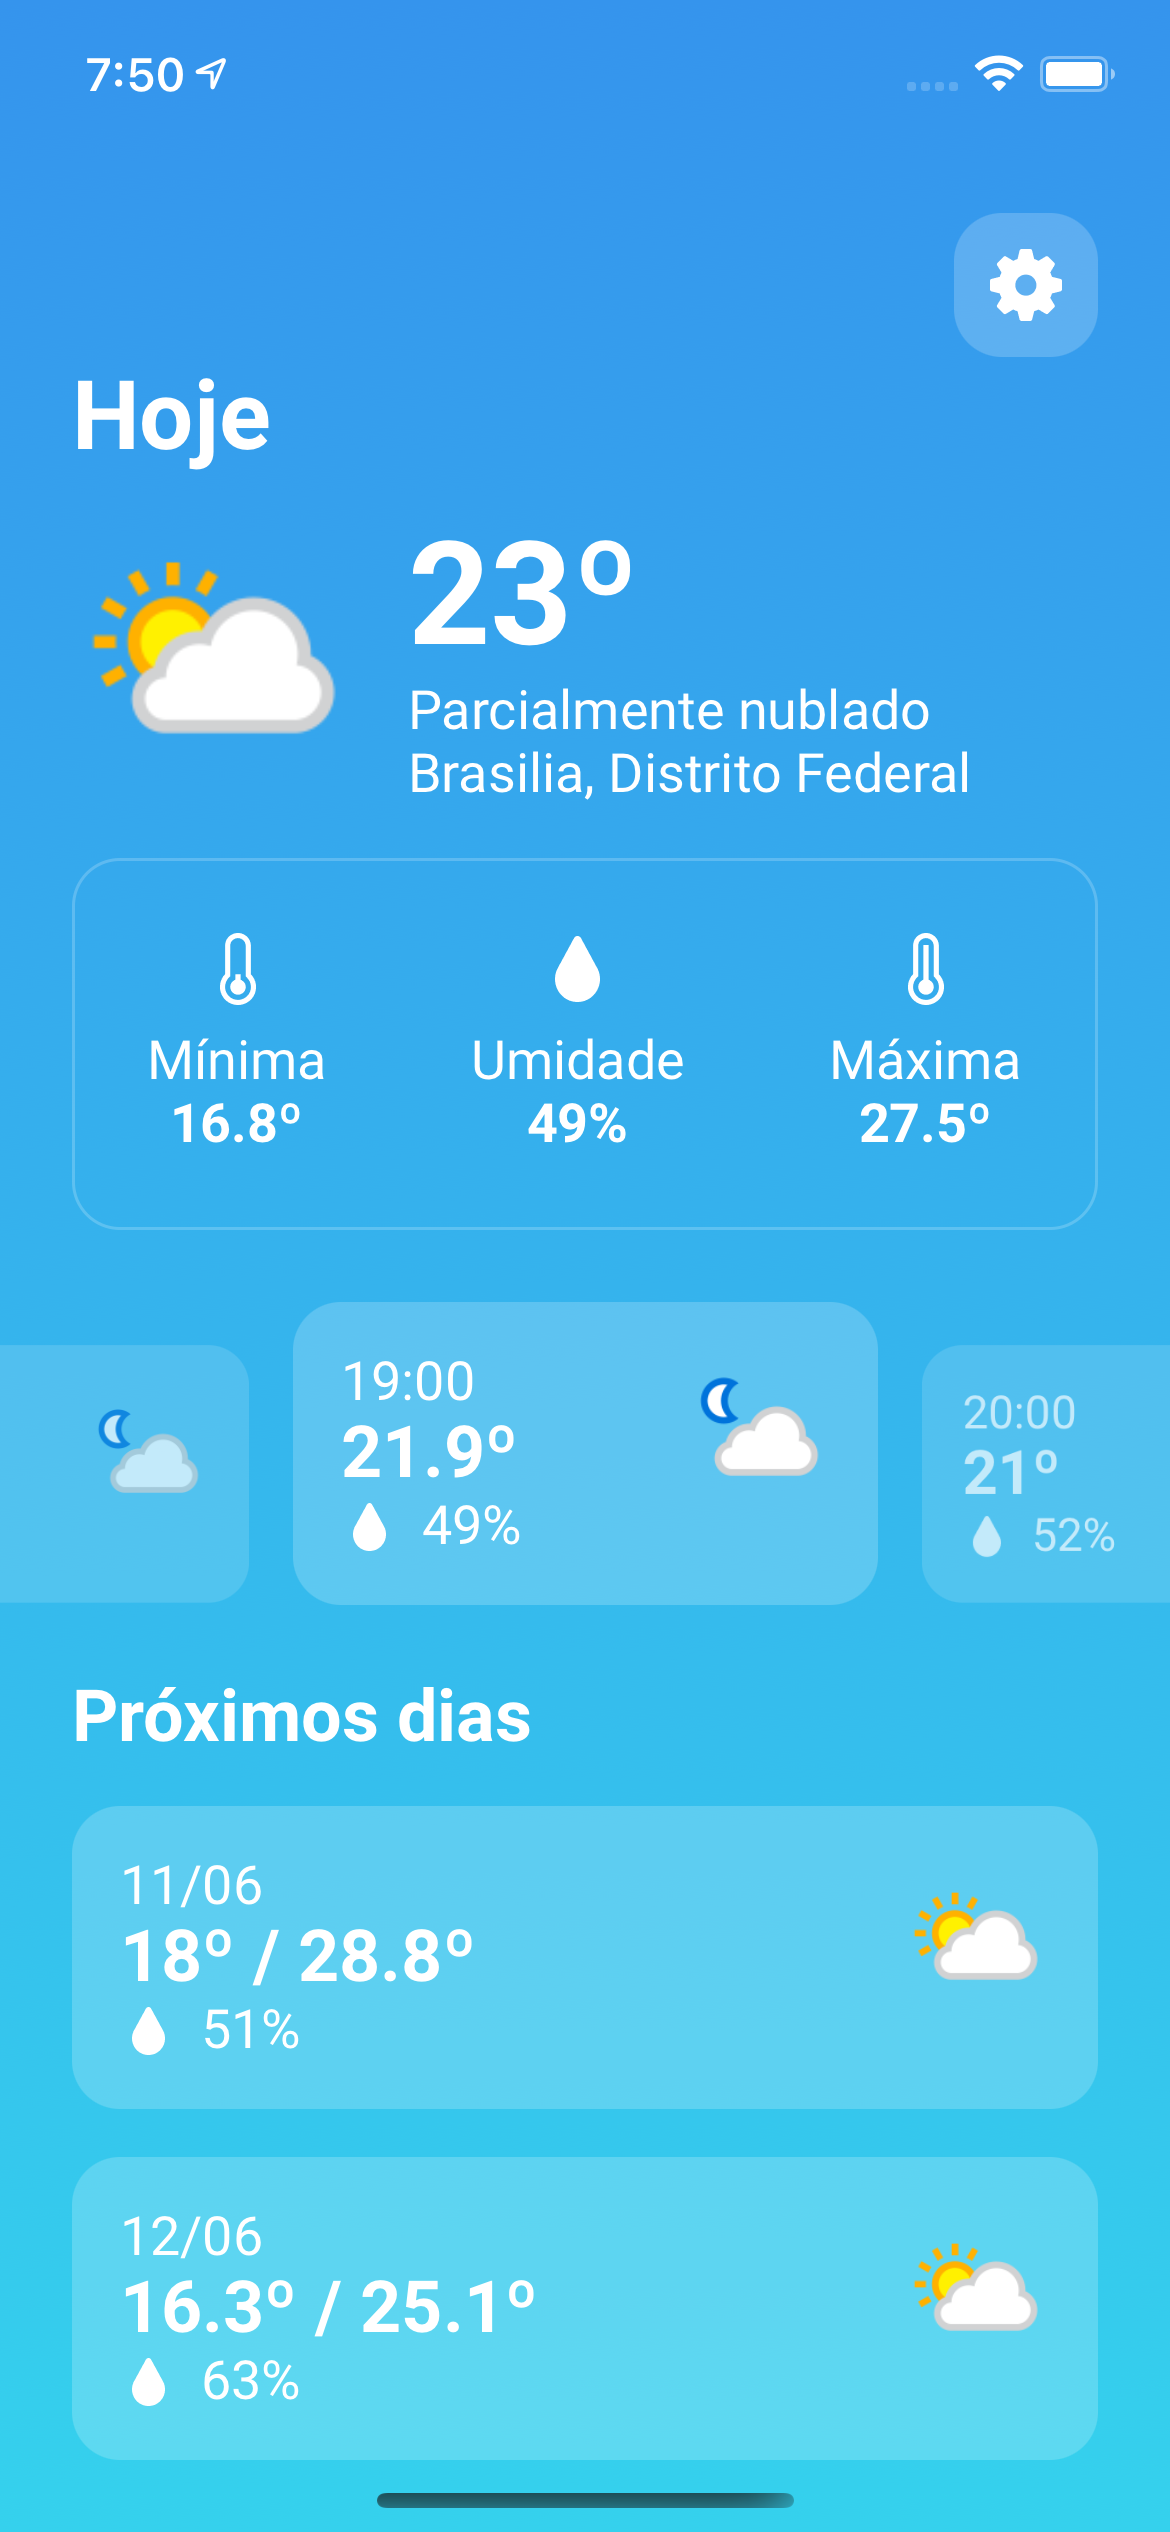 7:50
Hoje
23º
Parcialmente nublado
Brasilia, Distrito Federal
Mínima
16.8º
Umidade
49%
Máxima
27.5º
19:00
21.9º
49%
20:00
21º
52%
Próximos dias
11/06
18º / 28.8º
51%
12/06
16.3º / 25.1º
63%